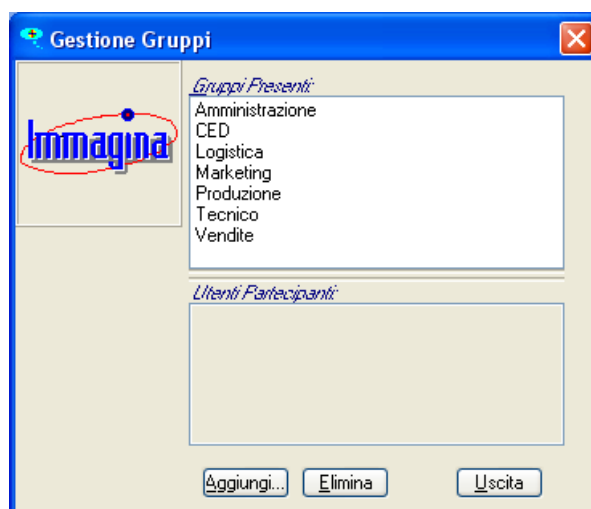 Gestione Gruppi
Immagina
Gruppi Presenti:
Amministrazione
CED
Logistica
Marketing
Produzione
Tecnico
Vendite
Utenti Partecipanti:
Aggiungi... Elimina Uscita